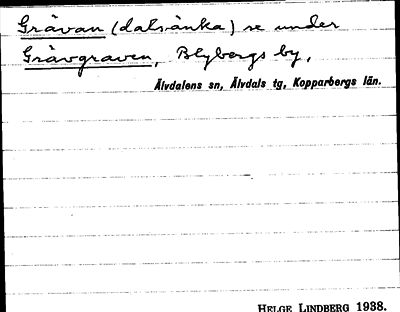 Grävan (dalsänka) se under
Grävgraven, Blybergs by,
Älvdalens sn, Älvdals tg, Kopparbergs län.
HELGE LINDBERG 1938.